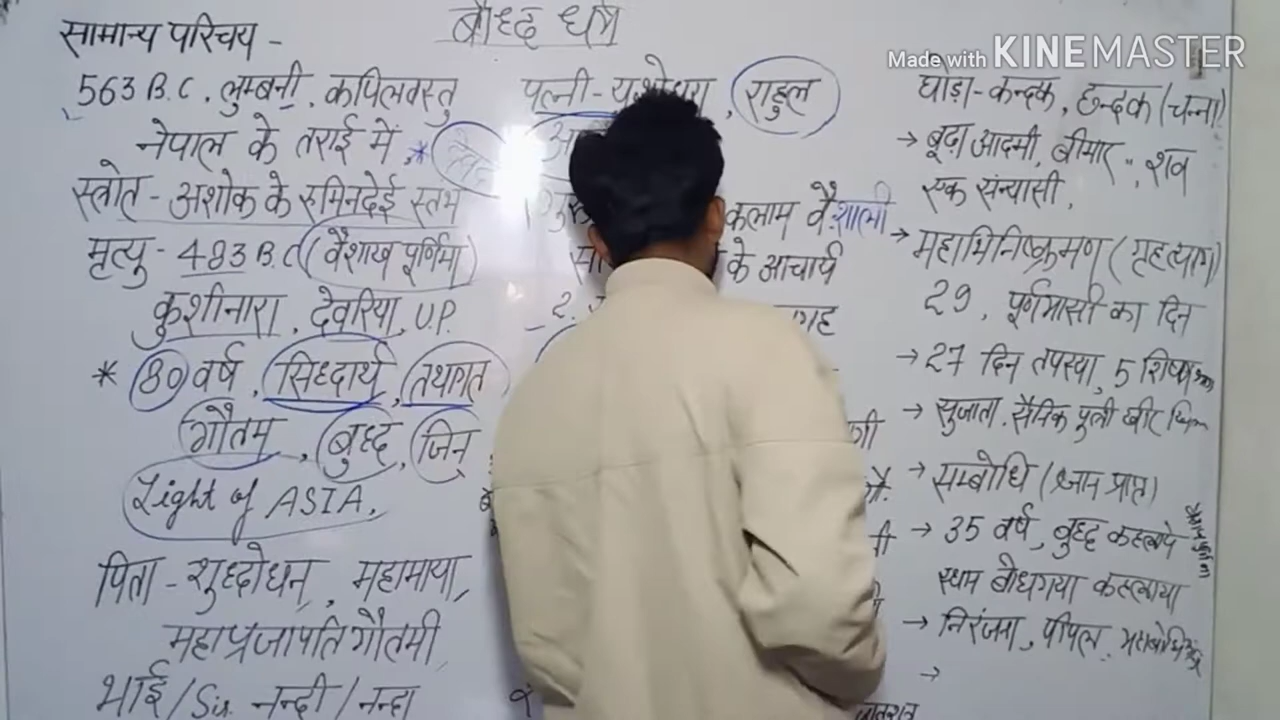 बौध्द धर्म
Made with KINEMASTER
सामान्य परिचय -
563 B.C. लुम्बनी, कपिलवस्तु
नेपाल के तराई में *
स्त्रोत - अशोक के रुमिनदेई स्तंभ
मृत्यु - 483 B.C (वैशाख पूर्णिमा)
कुशीनारा, देवरिया, U.P.
* 80 वर्ष, सिध्दार्थ, तथागत
गौतम, बुध्द, जिन
Light of ASIA,
पिता - शुध्दोधन, महामाया,
महाप्रजापति गौतमी,
भाई / Sis. नन्दी / नन्दा
पत्नी - यशोधरा, राहुल
कलाम वैशाली
के आचार्य
2.
घोड़ा - कन्दक, छन्दक (चन्ना)
→ बूढा आदमी, बीमार ", शव
एक संन्यासी,
→ महाभिनिष्क्रमण (गृहत्याग)
29, पूर्णमासी का दिन
→ 27 दिन तपस्या, 5 शिष्य
→ सुजाता, सैनिक पुत्री खीर
→ सम्बोधि (ज्ञान प्राप्त)
→ 35 वर्ष, बुध्द कहलाये
स्थान बोधगया कहलाया
→ निरंजना, पीपल,
→